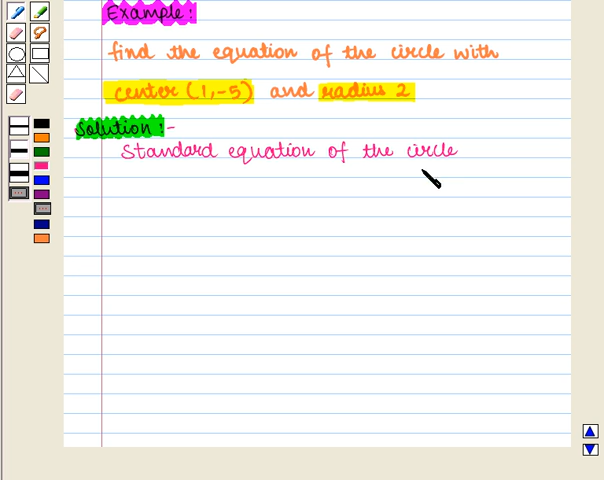 Example:
find the equation of the circle with
center (1,-5) and radius 2
Solution:-
Standard equation of the circle